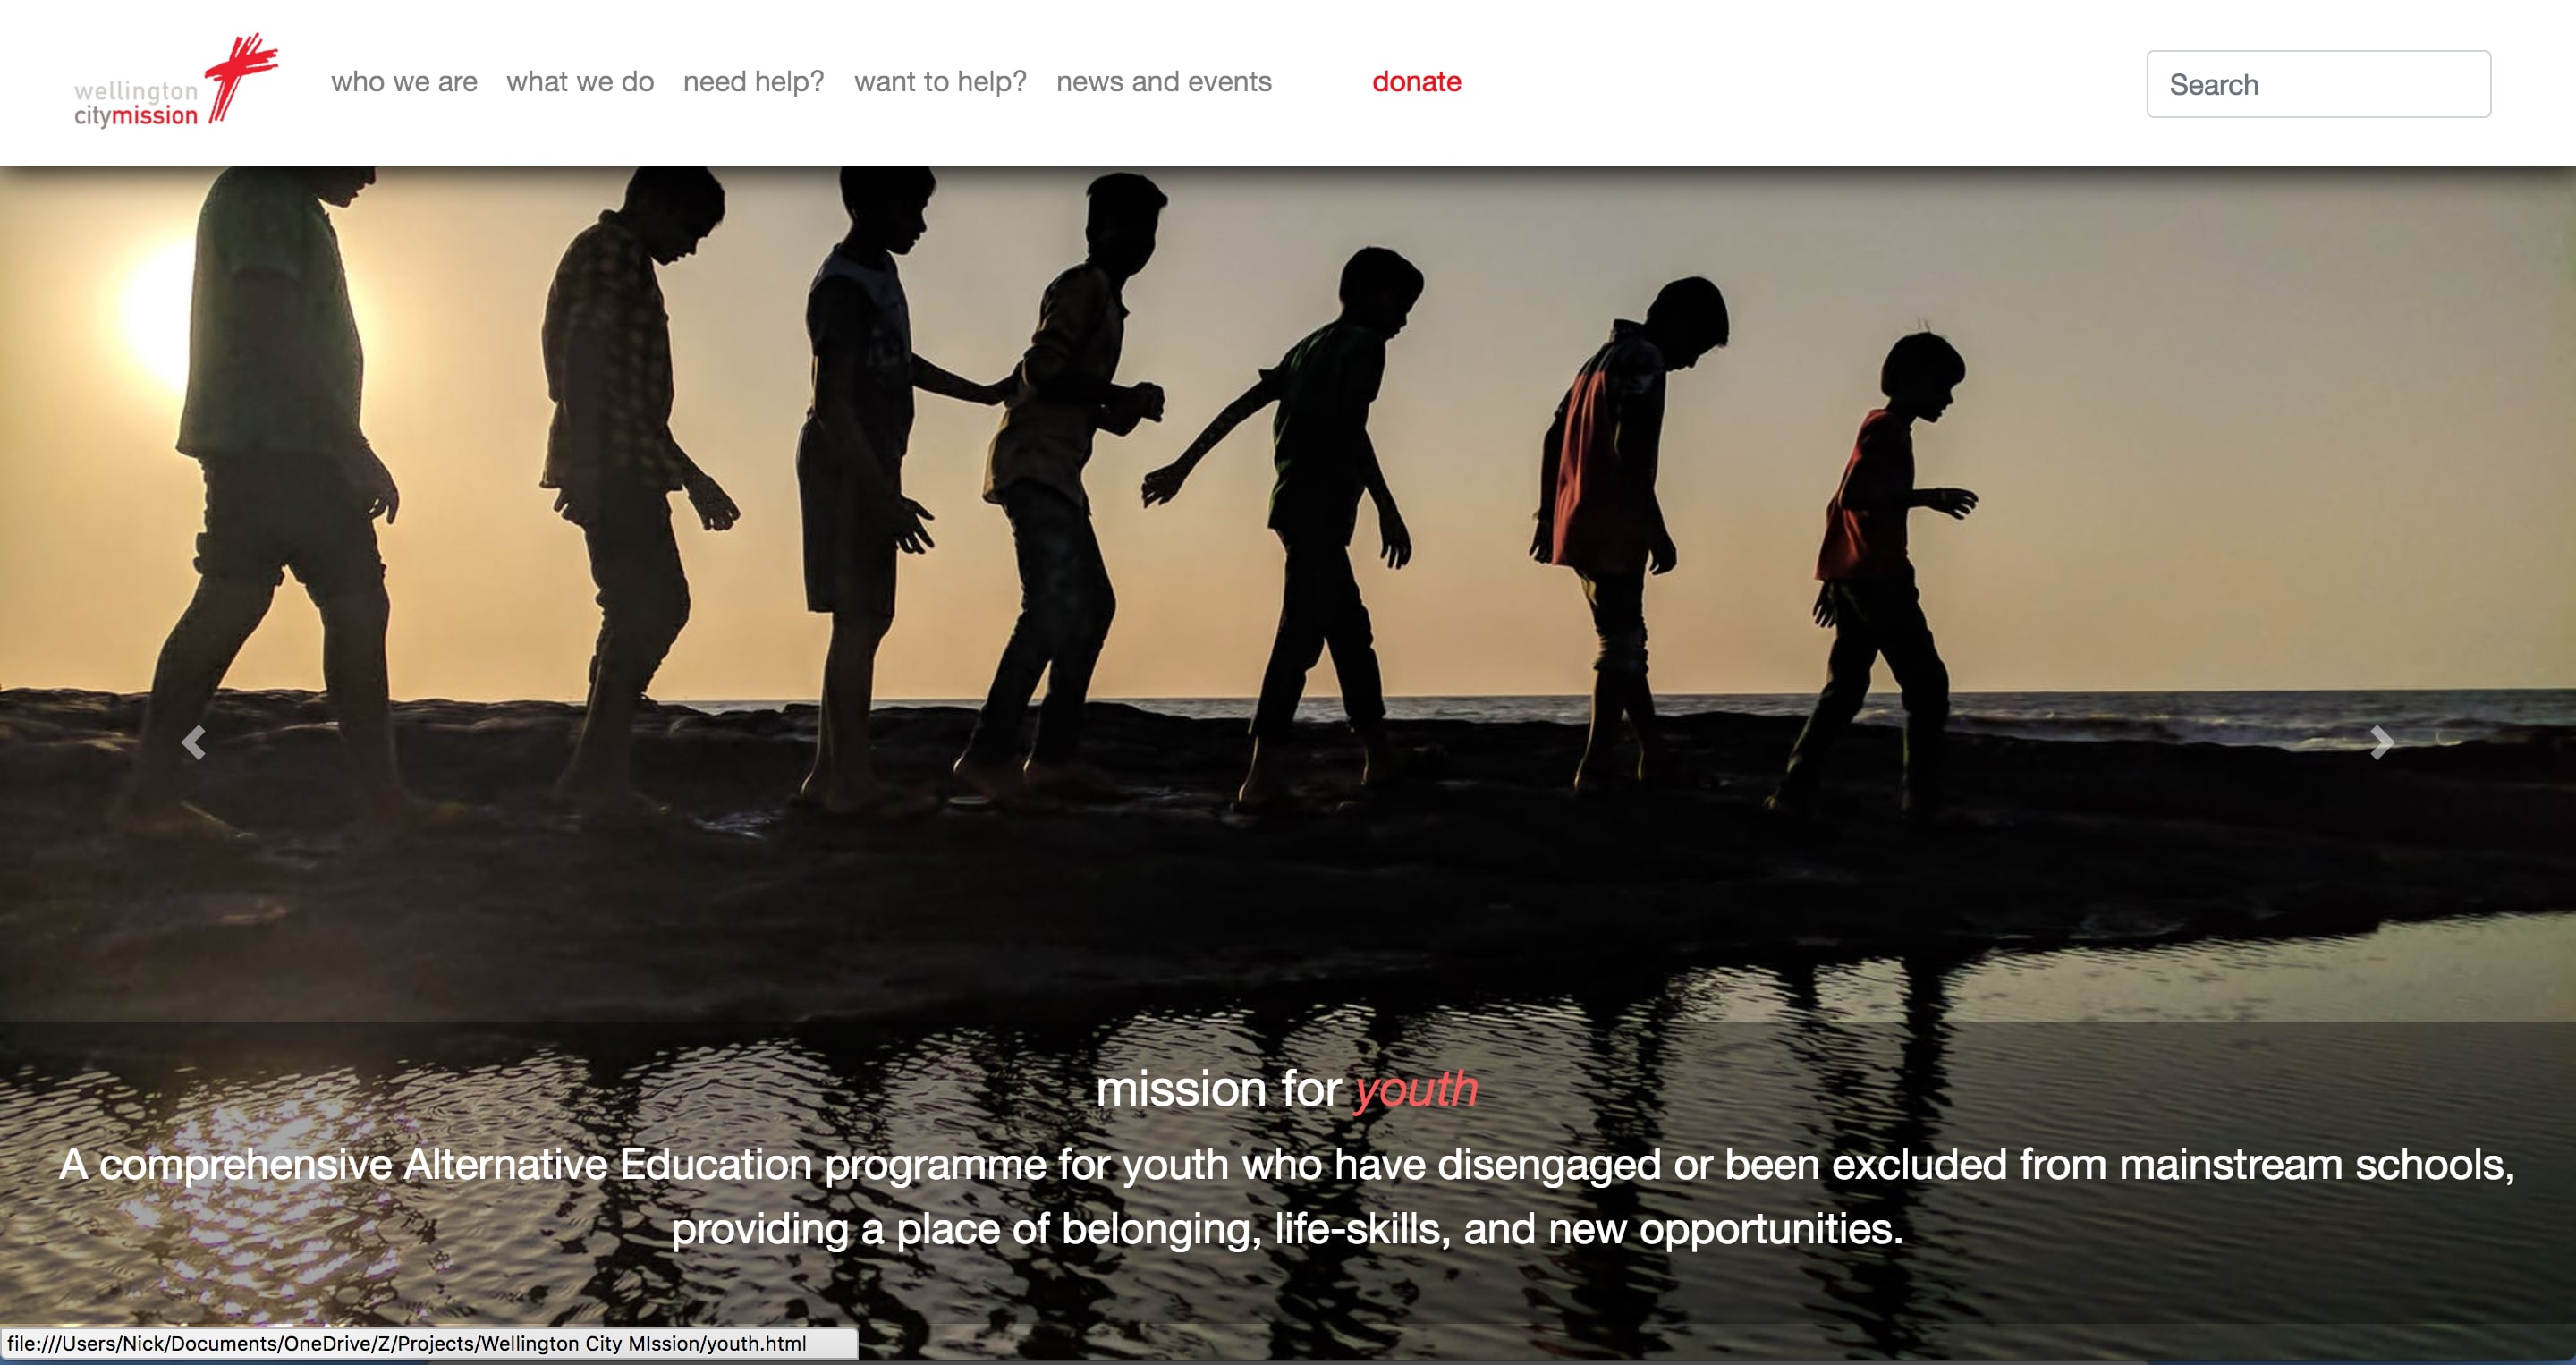 wellington
citymission
who we are what we do need help? want to help? news and events donate Search
mission for youth
A comprehensive Alternative Education programme for youth who have disengaged or been excluded from mainstream schools,
providing a place of belonging, life-skills, and new opportunities.
file:///Users/Nick/Documents/OneDrive/Z/Projects/Wellington City MIssion/youth.html